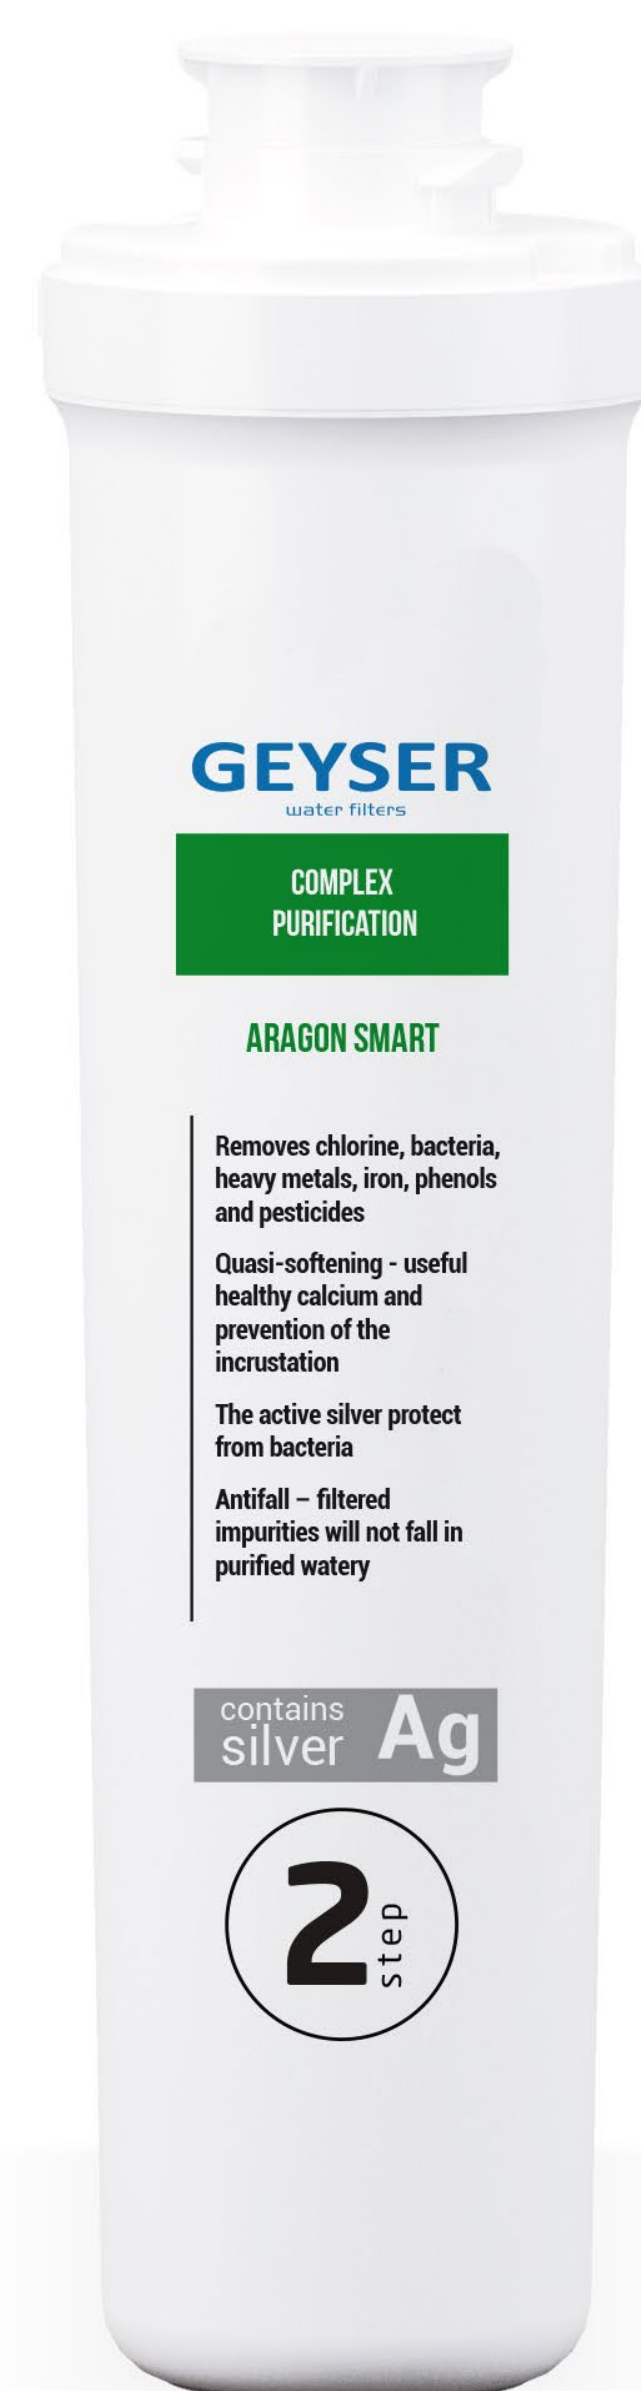 GEYSER
water filters
COMPLEX
PURIFICATION
ARAGON SMART
Removes chlorine, bacteria,
heavy metals, iron, phenols
and pesticides
Quasi-softening - useful
healthy calcium and
prevention of the
incrustation
The active silver protect
from bacteria
Antifall – filtered
impurities will not fall in
purified watery
contains
silver Ag
2 step